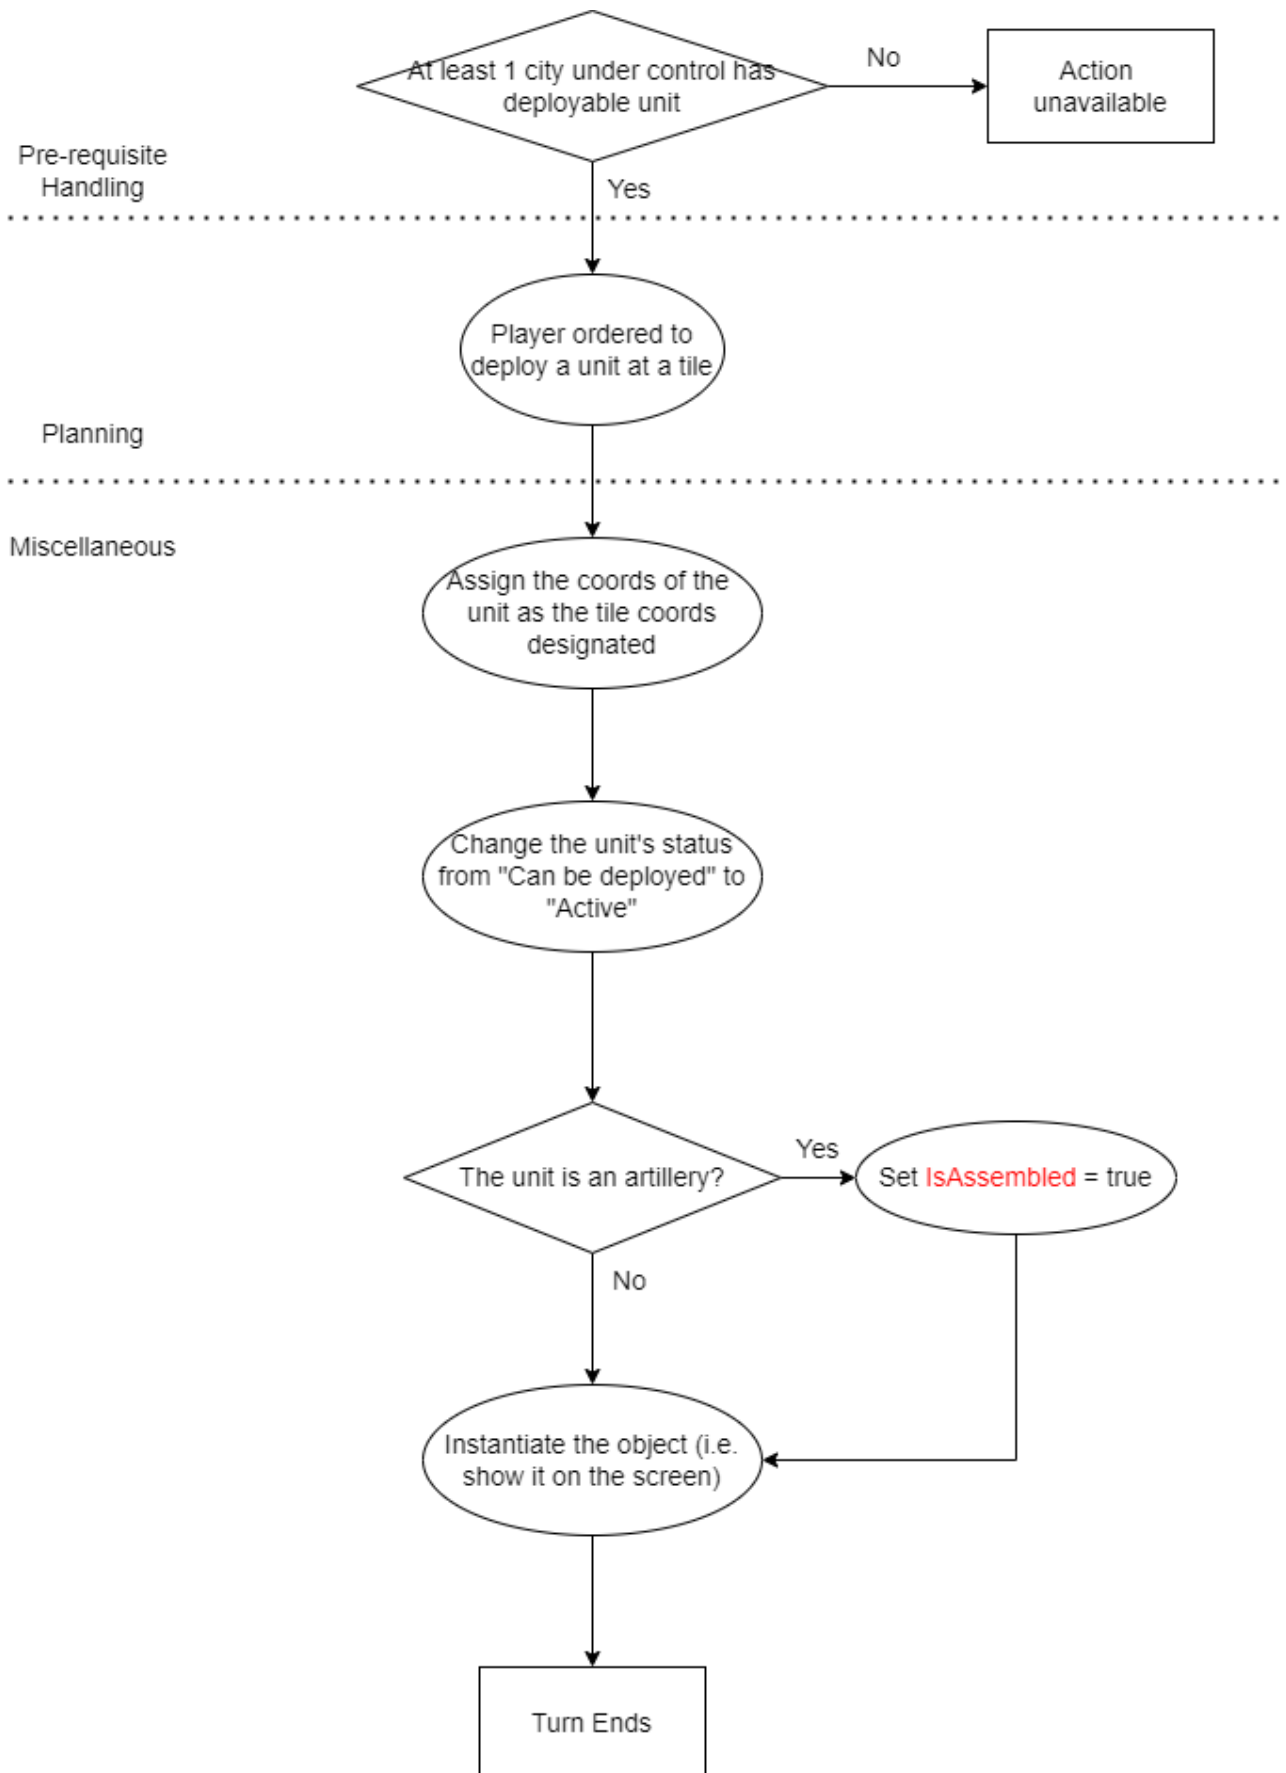 At least 1 city under control has
deployable unit
No
Action
unavailable
Pre-requisite
Handling
Yes
Player ordered to
deploy a unit at a tile
Planning
Miscellaneous
Assign the coords of the
unit as the tile coords
designated
Change the unit's status
from "Can be deployed" to
"Active"
The unit is an artillery?
Yes
Set IsAssembled = true
No
Instantiate the object (i.e.
show it on the screen)
Turn Ends